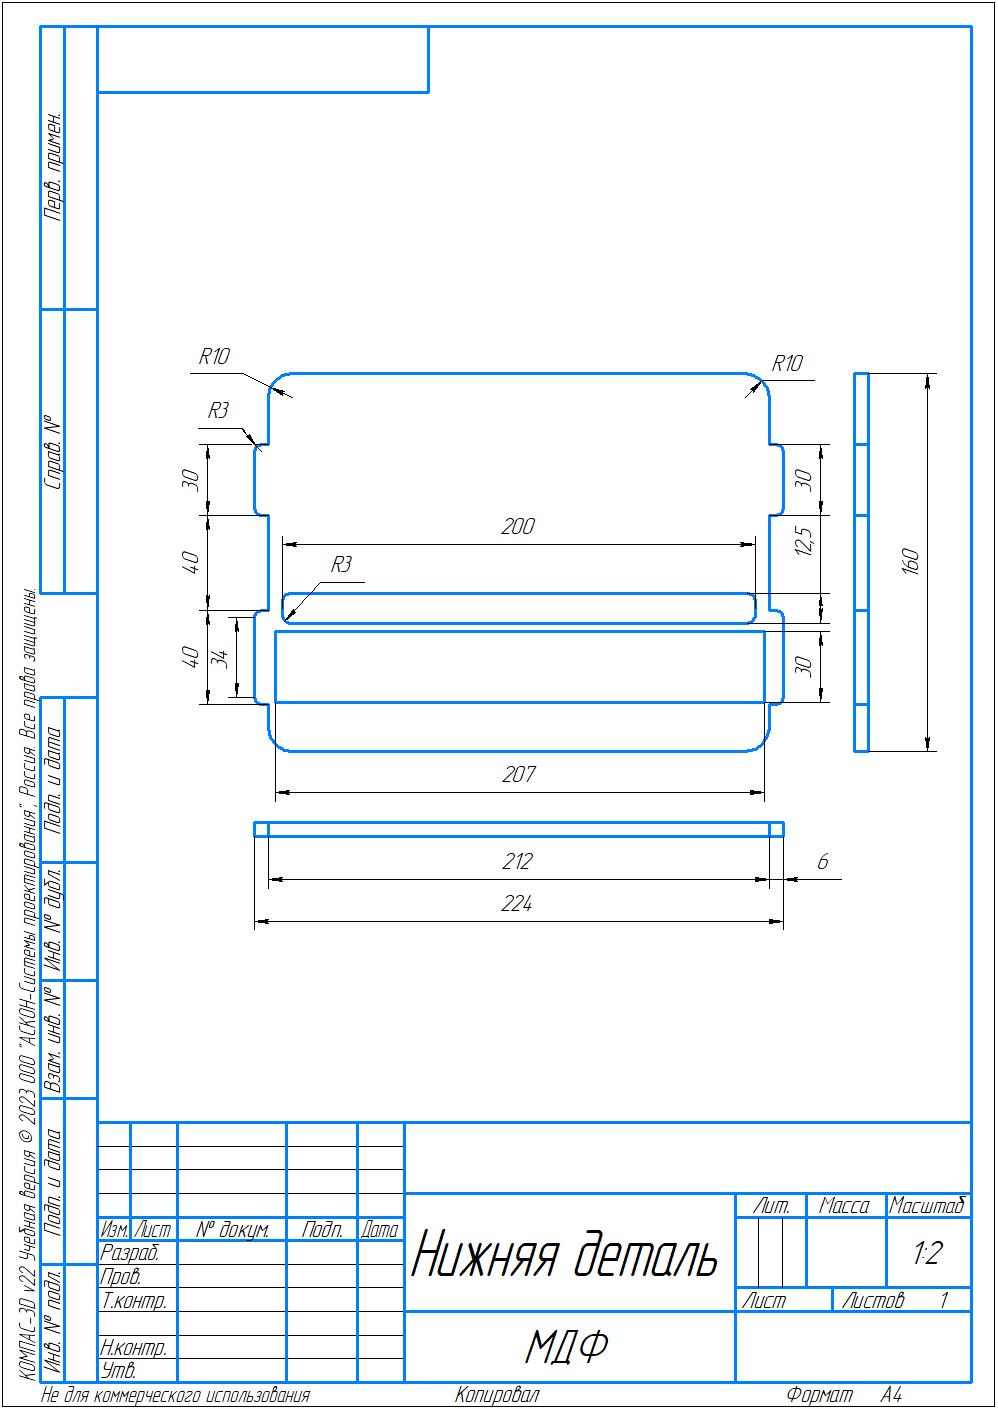 Перв. примен.
Справ. №
Подп. и дата
Инв. № дубл.
Взам. инв. №
Подп. и дата
Инв. № подл.
КОМПАС-3D v22 Учебная версия © 2023 ООО "АСКОН-Системы проектирования", Россия. Все права защищены.
R10
R10
R3
30
30
200
12,5
40
R3
160
40
34
30
207
212
6
224
Изм. Лист № докум. Подп. Дата
Разраб.
Пров.
Т.контр.
Н.контр.
Утв.
Нижняя деталь
МДФ
Лит. Масса Масштаб
1:2
Лист Листов 1
Не для коммерческого использования Копировал Формат A4